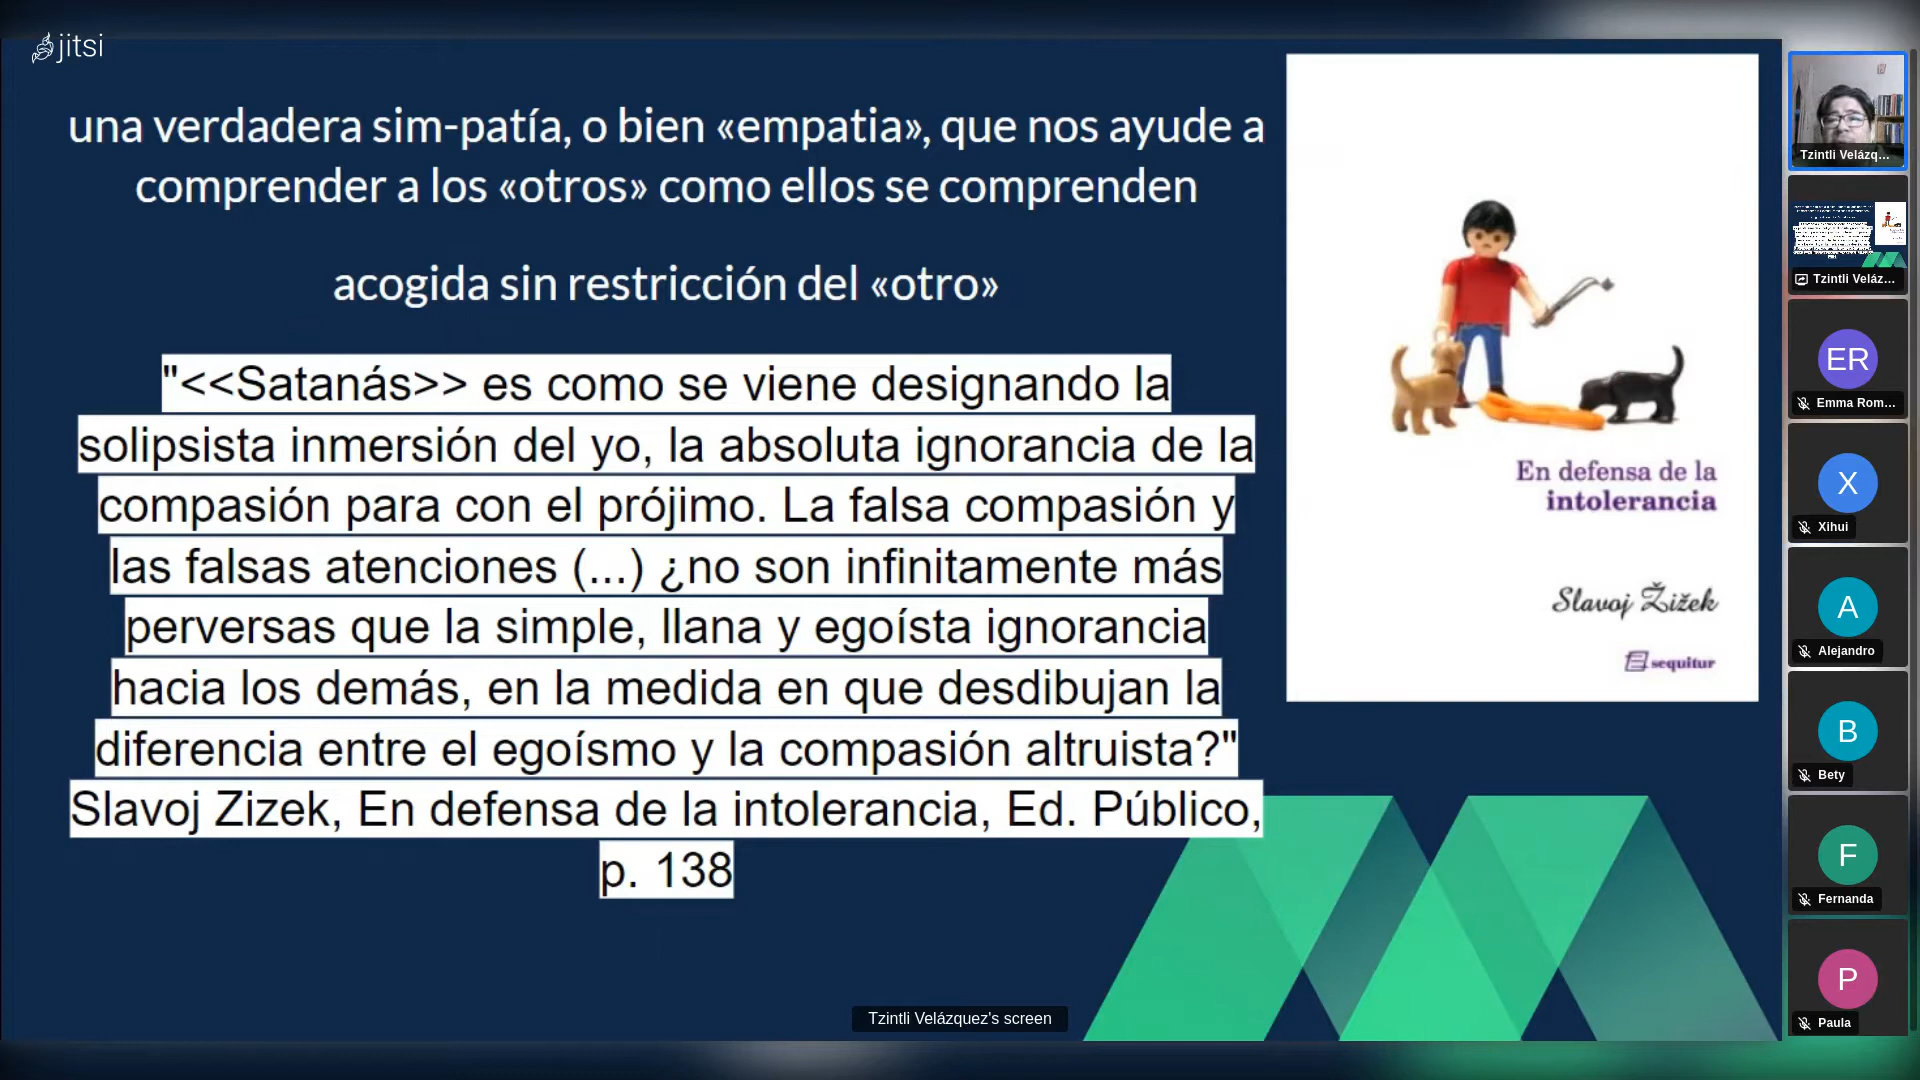 jitsi
una verdadera sim-patía, o bien «empatia», que nos ayude a
comprender a los «otros» como ellos se comprenden
acogida sin restricción del «otro»
"<<Satanás>> es como se viene designando la
solipsista inmersión del yo, la absoluta ignorancia de la
compasión para con el prójimo. La falsa compasión y
las falsas atenciones (...) ¿no son infinitamente más
perversas que la simple, llana y egoísta ignorancia
hacia los demás, en la medida en que desdibujan la
diferencia entre el egoísmo y la compasión altruista?"
Slavoj Zizek, En defensa de la intolerancia, Ed. Público,
p. 138
En defensa de la
intolerancia
Slavoj Žižek
sequitur
Tzintli Velázquez's screen
Tzintli Velázq...
Tzintli Veláz...
ER
Emma Rom...
X
Xihui
A
Alejandro
B
Bety
F
Fernanda
P
Paula